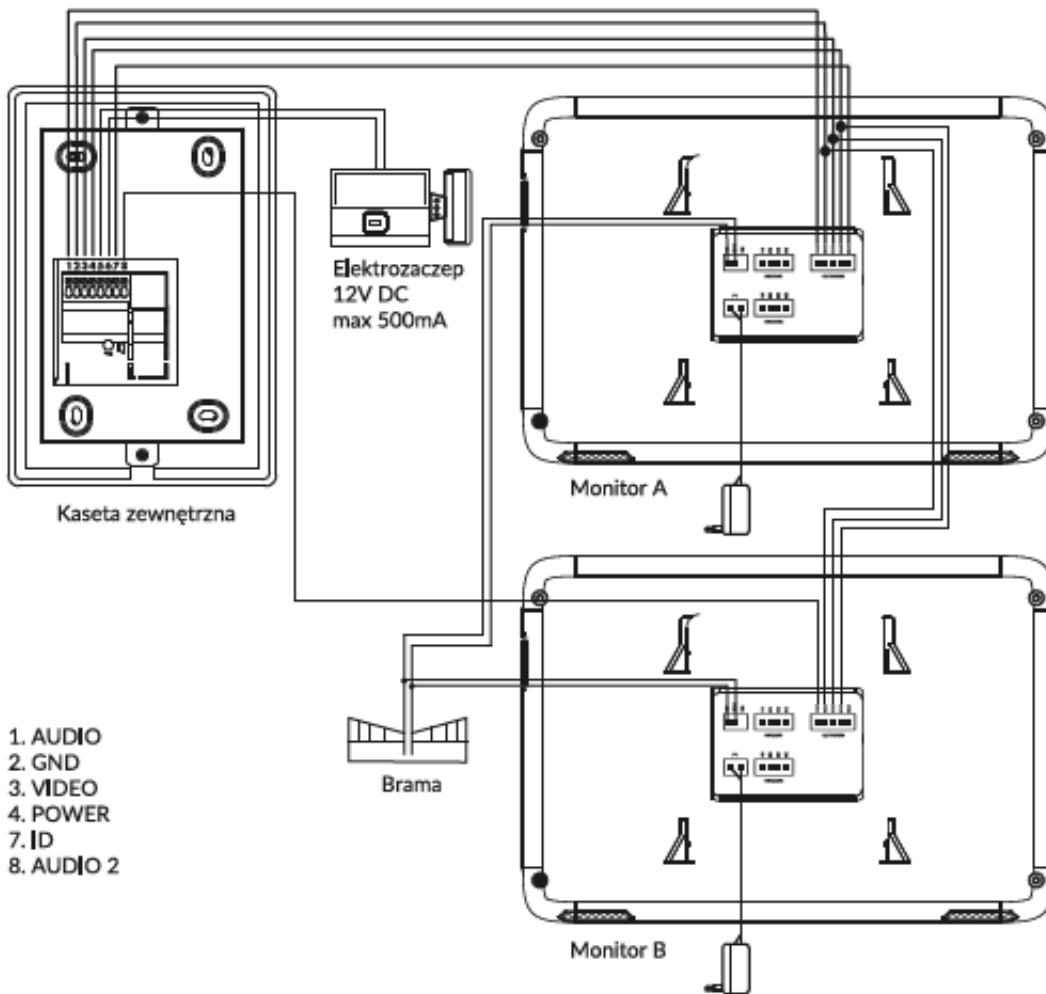 12345678
Elektrozaczep
12V DC
max 500mA
Kaseta zewnętrzna
Monitor A
1. AUDIO
2. GND
3. VIDEO
4. POWER
7. ID
8. AUDIO 2
Brama
Monitor B